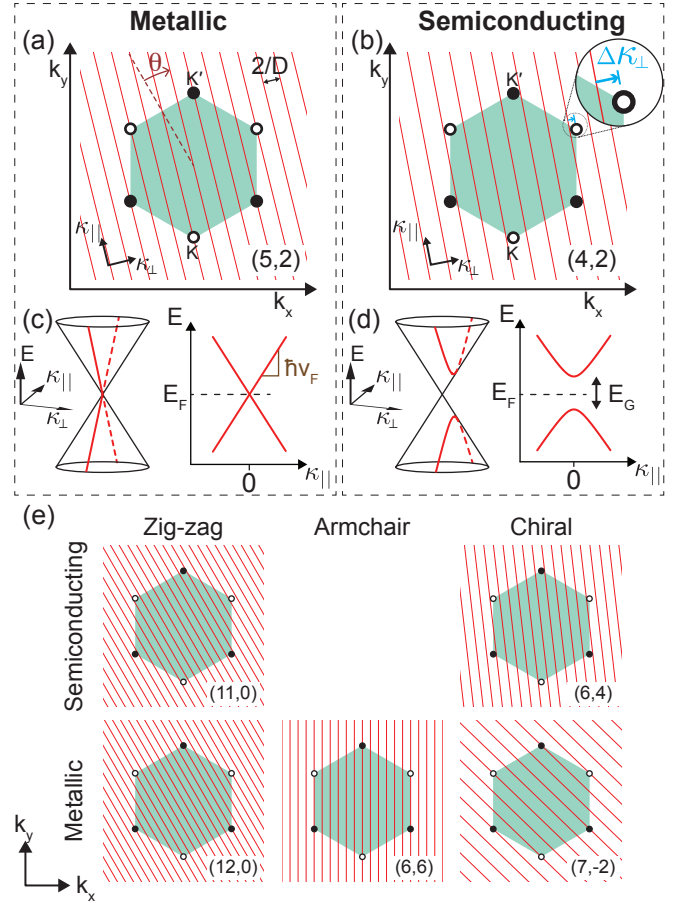 Metallic
Semiconducting
(a)
k_y
θ
2/D
K'
K
κ_||
κ_⊥
(5,2)
k_x
(b)
k_y
Δκ_⊥
K'
K
κ_||
κ_⊥
(4,2)
k_x
(c)
E
κ_||
κ_⊥
E
ħv_F
E_F
0
κ_||
(d)
E
κ_||
κ_⊥
E
E_F
E_G
0
κ_||
(e)
Zig-zag
Armchair
Chiral
Semiconducting
(11,0)
(6,4)
Metallic
(12,0)
(6,6)
(7,-2)
k_y
k_x